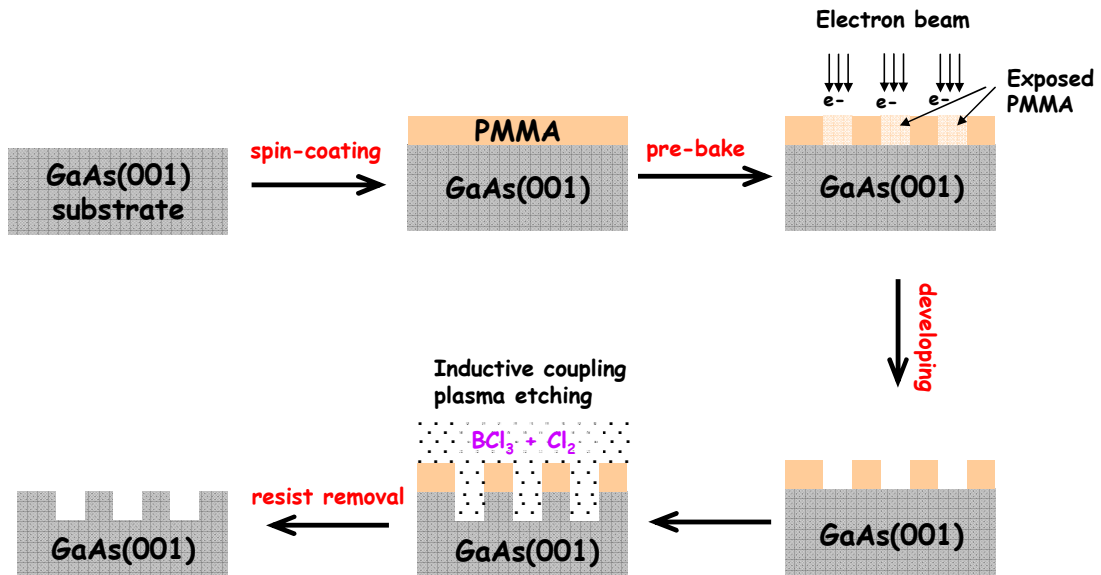 Electron beam
e- e- e-
Exposed
PMMA
PMMA
GaAs(001)
substrate
spin-coating
GaAs(001)
pre-bake
GaAs(001)
developing
Inductive coupling
plasma etching
BCl₃ + Cl₂
GaAs(001)
resist removal
GaAs(001)
GaAs(001)